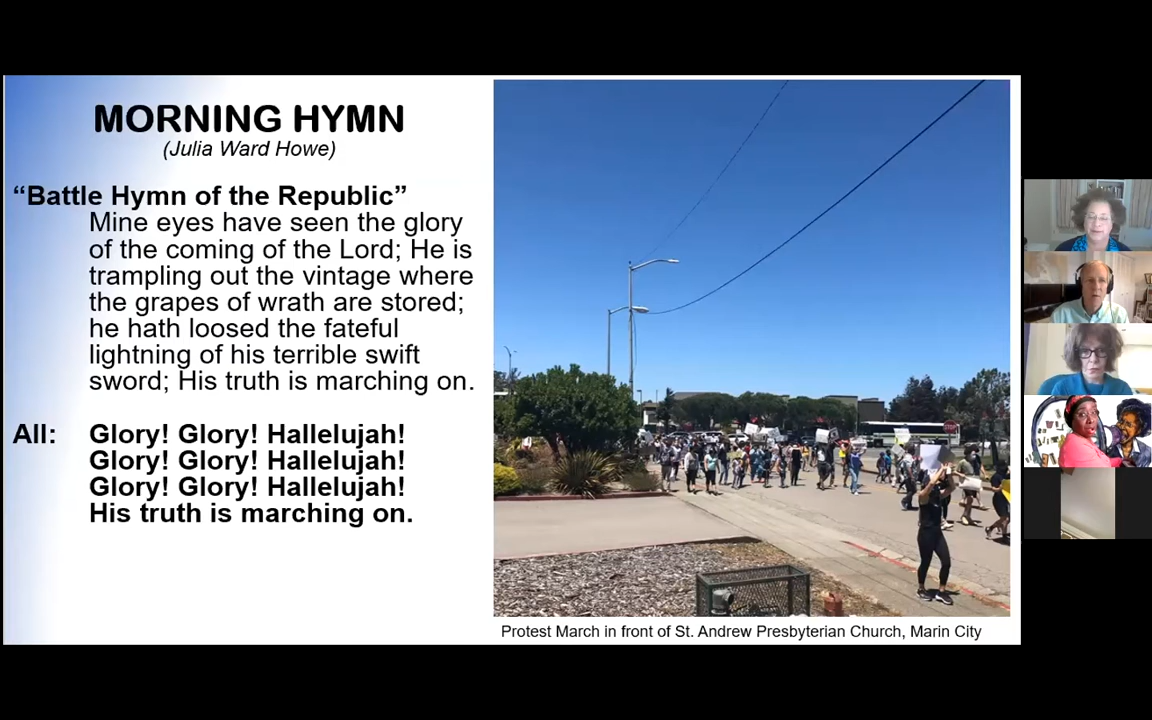 MORNING HYMN
(Julia Ward Howe)
“Battle Hymn of the Republic”
Mine eyes have seen the glory
of the coming of the Lord; He is
trampling out the vintage where
the grapes of wrath are stored;
he hath loosed the fateful
lightning of his terrible swift
sword; His truth is marching on.
All: Glory! Glory! Hallelujah!
Glory! Glory! Hallelujah!
Glory! Glory! Hallelujah!
His truth is marching on.
Protest March in front of St. Andrew Presbyterian Church, Marin City